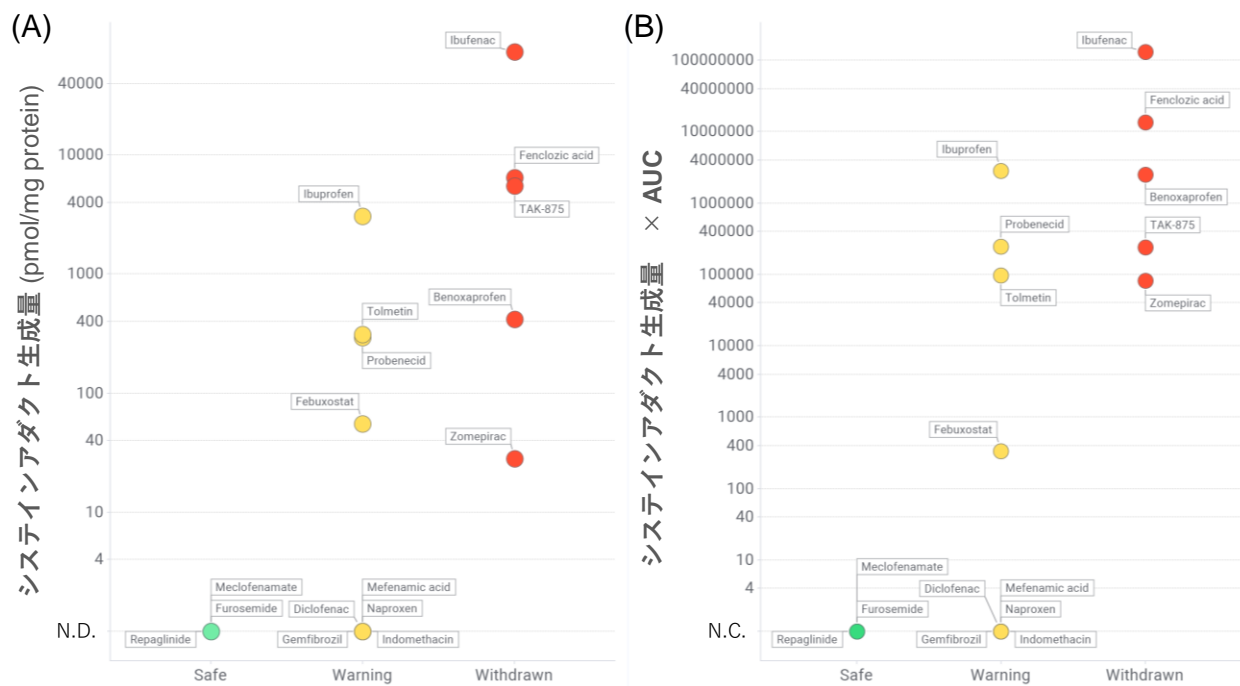 (A)
システインアダクト生成量 (pmol/mg protein)
40000
10000
4000
1000
400
100
40
10
4
N.D.
Ibufenac
Fenclozic acid
TAK-875
Ibuprofen
Benoxaprofen
Tolmetin
Probenecid
Febuxostat
Zomepirac
Meclofenamate
Furosemide
Repaglinide
Mefenamic acid
Diclofenac
Naproxen
Gemfibrozil
Indomethacin
Safe
Warning
Withdrawn
(B)
システインアダクト生成量 × AUC
100000000
40000000
10000000
4000000
1000000
400000
100000
40000
10000
4000
1000
400
100
40
10
4
N.C.
Ibufenac
Fenclozic acid
Ibuprofen
Benoxaprofen
Probenecid
TAK-875
Tolmetin
Zomepirac
Febuxostat
Meclofenamate
Furosemide
Repaglinide
Diclofenac
Mefenamic acid
Naproxen
Gemfibrozil
Indomethacin
Safe
Warning
Withdrawn